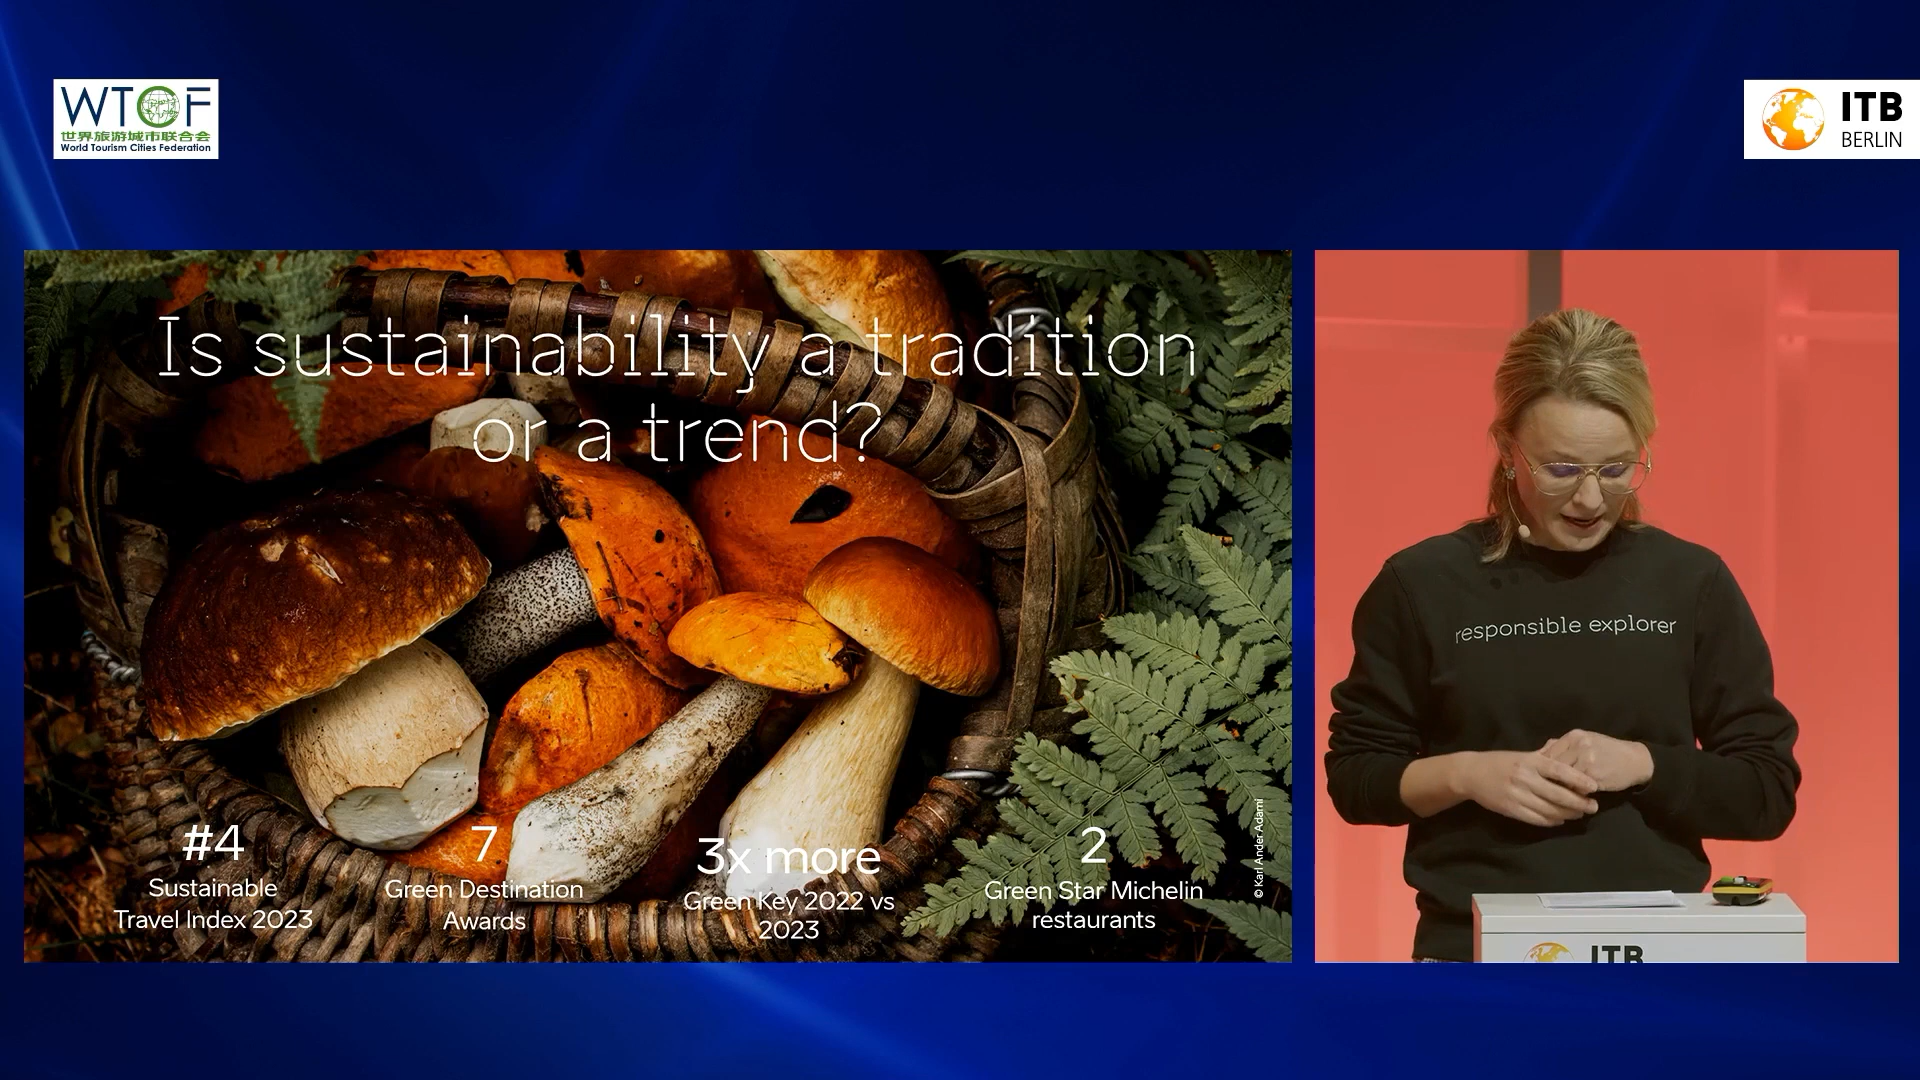 WTCF
世界旅游城市联合会
World Tourism Cities Federation
ITB
BERLIN
Is sustainability a tradition
or a trend?
#4
Sustainable
Travel Index 2023
7
Green Destination
Awards
3x more
Green Key 2022 vs
2023
2
Green Star Michelin
restaurants
© Karl Ander Adami
responsible explorer
ITB